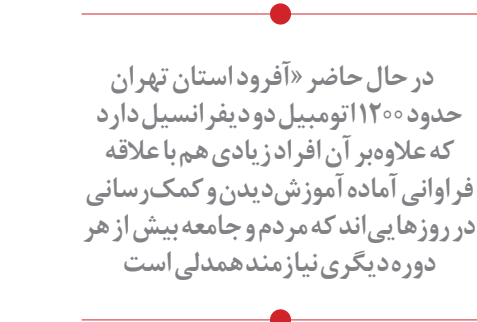 در حال حاضر «آفرود استان تهران
حدود ۱۲۰۰ اتومبیل دو دیفرانسیل دارد
که علاوه‌بر آن افراد زیادی هم با علاقه
فراوانی آماده آموزش‌دیدن و کمک‌رسانی
در روزهایی‌اند که مردم و جامعه بیش از هر
دوره دیگری نیازمند همدلی است